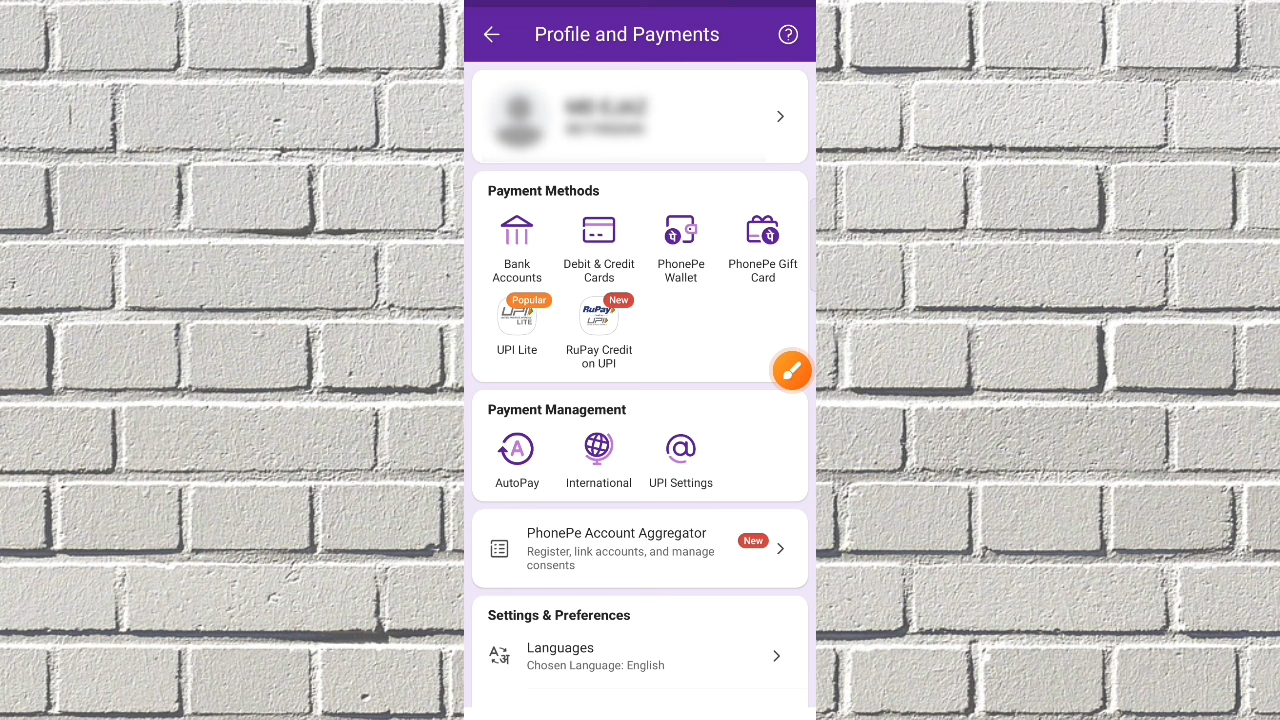 Profile and Payments
Payment Methods
Bank
Accounts
Debit & Credit
Cards
PhonePe
Wallet
PhonePe Gift
Card
Popular
UPI
LITE
UPI Lite
New
RuPay
UPI
RuPay Credit
on UPI
Payment Management
A
AutoPay
International
@
UPI Settings
PhonePe Account Aggregator
Register, link accounts, and manage
consents
New
Settings & Preferences
Languages
Chosen Language: English